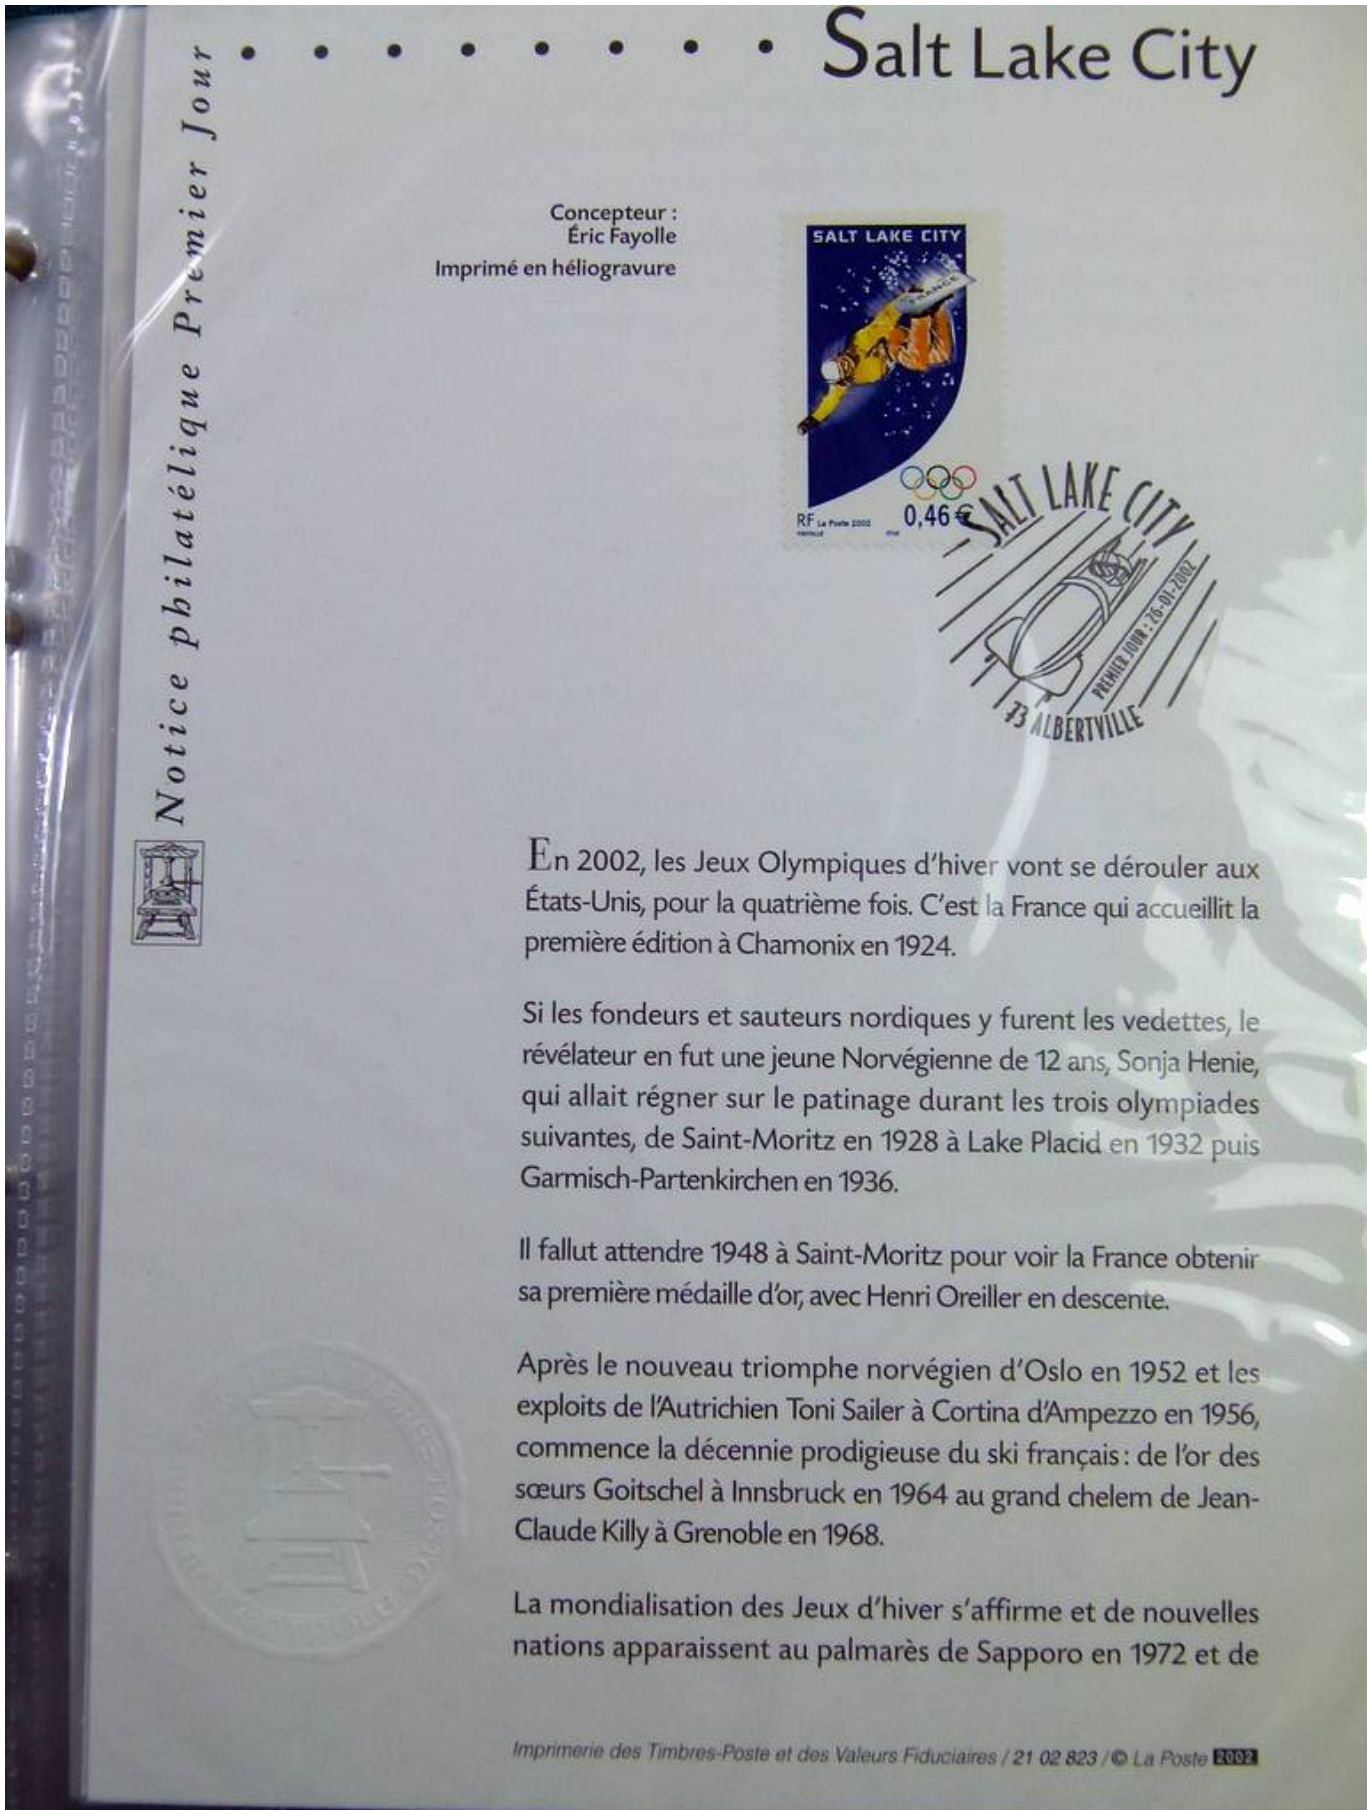 Salt Lake City
Notice philatélique Premier Jour
Concepteur :
Éric Fayolle
Imprimé en héliogravure
SALT LAKE CITY
FRANCE
RF La Poste 2002
0,46 €
SALT LAKE CITY
PREMIER JOUR : 26-01-2002
73 ALBERTVILLE
En 2002, les Jeux Olympiques d'hiver vont se dérouler aux
États-Unis, pour la quatrième fois. C'est la France qui accueillit la
première édition à Chamonix en 1924.
Si les fondeurs et sauteurs nordiques y furent les vedettes, le
révélateur en fut une jeune Norvégienne de 12 ans, Sonja Henie,
qui allait régner sur le patinage durant les trois olympiades
suivantes, de Saint-Moritz en 1928 à Lake Placid en 1932 puis
Garmisch-Partenkirchen en 1936.
Il fallut attendre 1948 à Saint-Moritz pour voir la France obtenir
sa première médaille d'or, avec Henri Oreiller en descente.
Après le nouveau triomphe norvégien d'Oslo en 1952 et les
exploits de l'Autrichien Toni Sailer à Cortina d'Ampezzo en 1956,
commence la décennie prodigieuse du ski français : de l'or des
sœurs Goitschel à Innsbruck en 1964 au grand chelem de Jean-
Claude Killy à Grenoble en 1968.
La mondialisation des Jeux d'hiver s'affirme et de nouvelles
nations apparaissent au palmarès de Sapporo en 1972 et de
Imprimerie des Timbres-Poste et des Valeurs Fiduciaires / 21 02 823 / © La Poste 2002